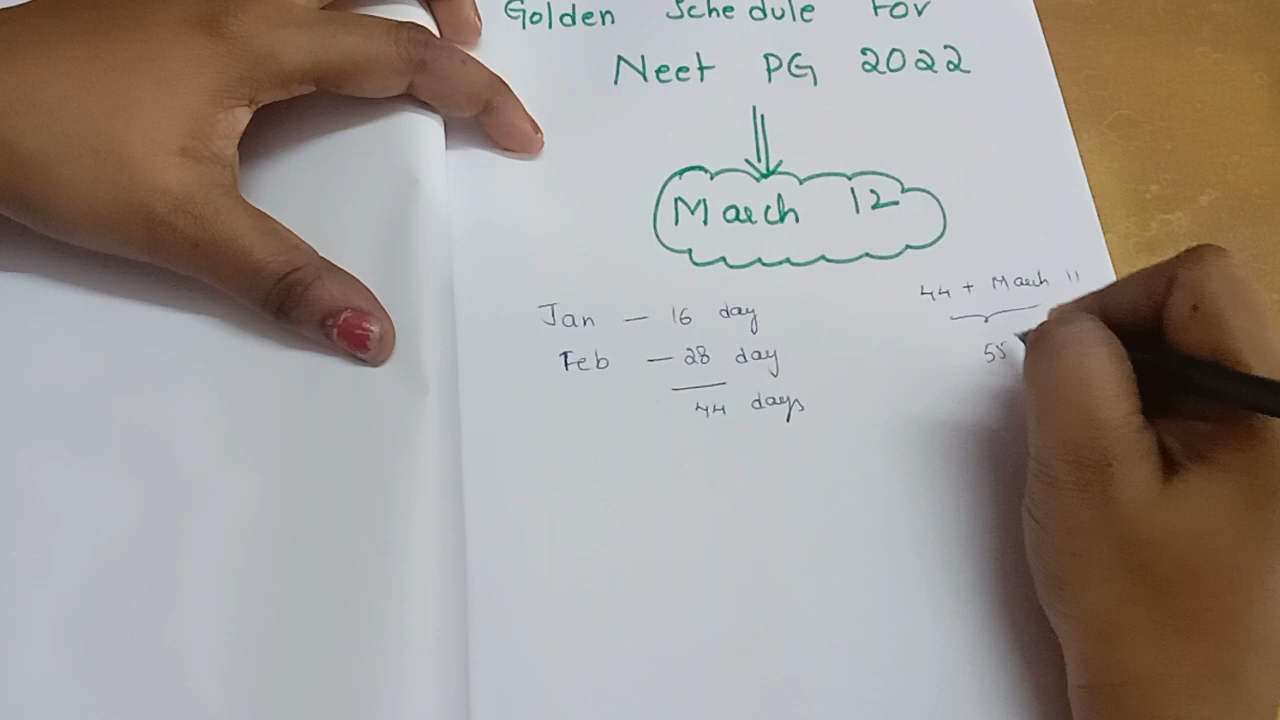 Golden Schedule For
Neet PG 2022
March 12
Jan – 16 day
Feb – 28 day
44 days
44 + March 11
55